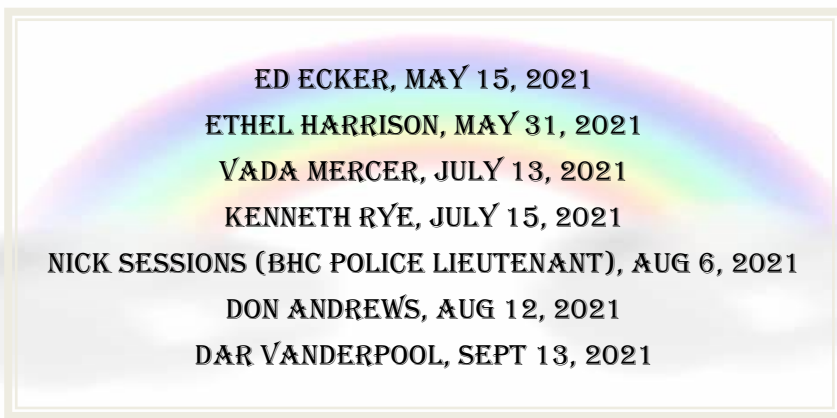 ED ECKER, MAY 15, 2021
ETHEL HARRISON, MAY 31, 2021
VADA MERCER, JULY 13, 2021
KENNETH RYE, JULY 15, 2021
NICK SESSIONS (BHC POLICE LIEUTENANT), AUG 6, 2021
DON ANDREWS, AUG 12, 2021
DAR VANDERPOOL, SEPT 13, 2021